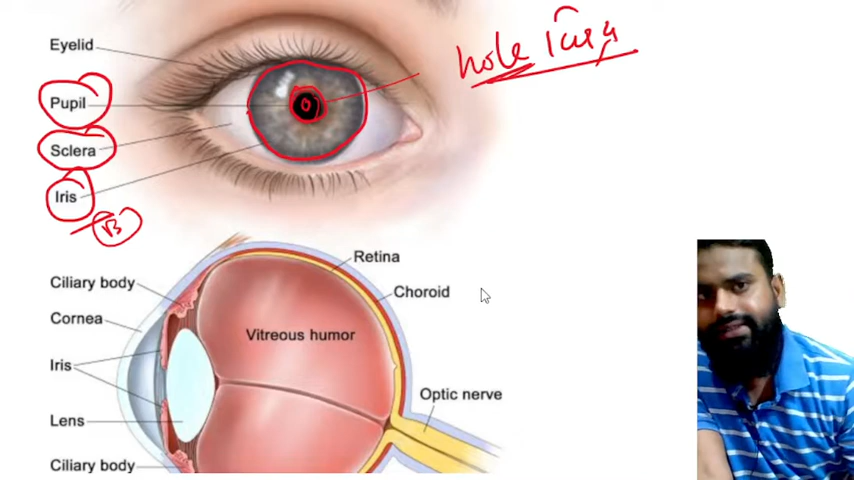 Eyelid
hole
Pupil
Sclera
Iris
Retina
Ciliary body
Choroid
Cornea
Vitreous humor
Iris
Optic nerve
Lens
Ciliary body